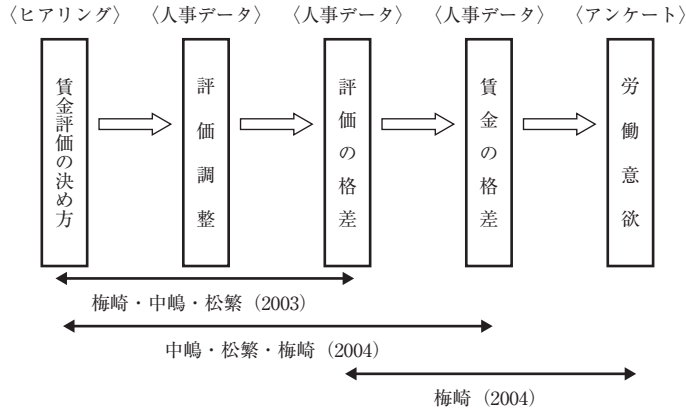 〈ヒアリング〉 〈人事データ〉 〈人事データ〉 〈人事データ〉 〈アンケート〉
賃金評価の決め方
評価調整
評価の格差
賃金の格差
労働意欲
梅崎・中嶋・松繁（2003）
中嶋・松繁・梅崎（2004）
梅崎（2004）